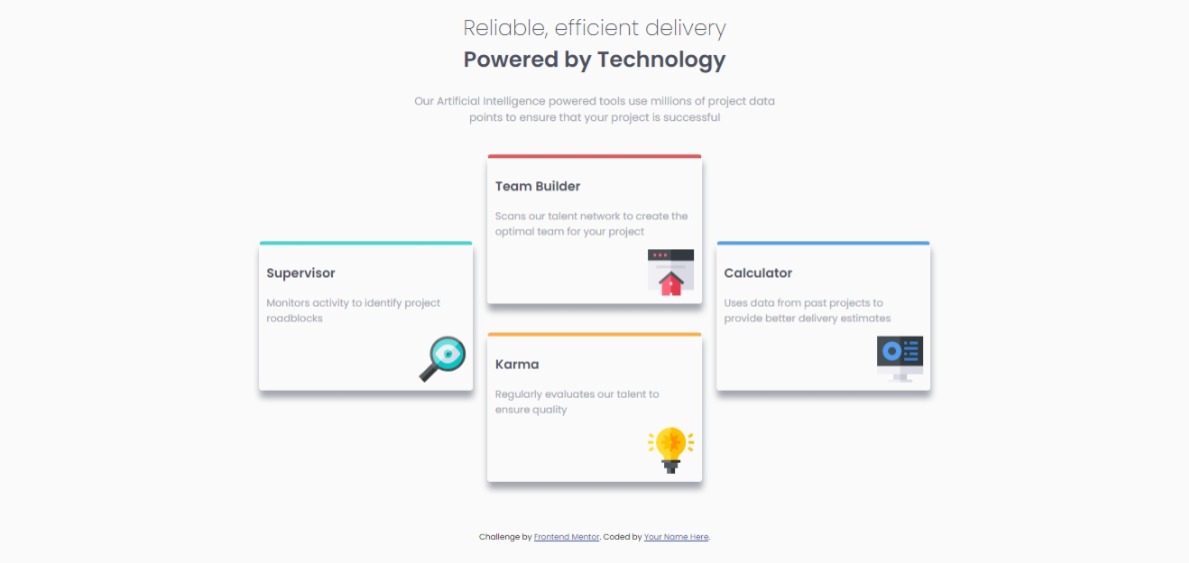 Reliable, efficient delivery
Powered by Technology
Our Artificial Intelligence powered tools use millions of project data
points to ensure that your project is successful
Team Builder
Scans our talent network to create the
optimal team for your project
Supervisor
Monitors activity to identify project
roadblocks
Calculator
Uses data from past projects to
provide better delivery estimates
Karma
Regularly evaluates our talent to
ensure quality
Challenge by Frontend Mentor. Coded by Your Name Here.